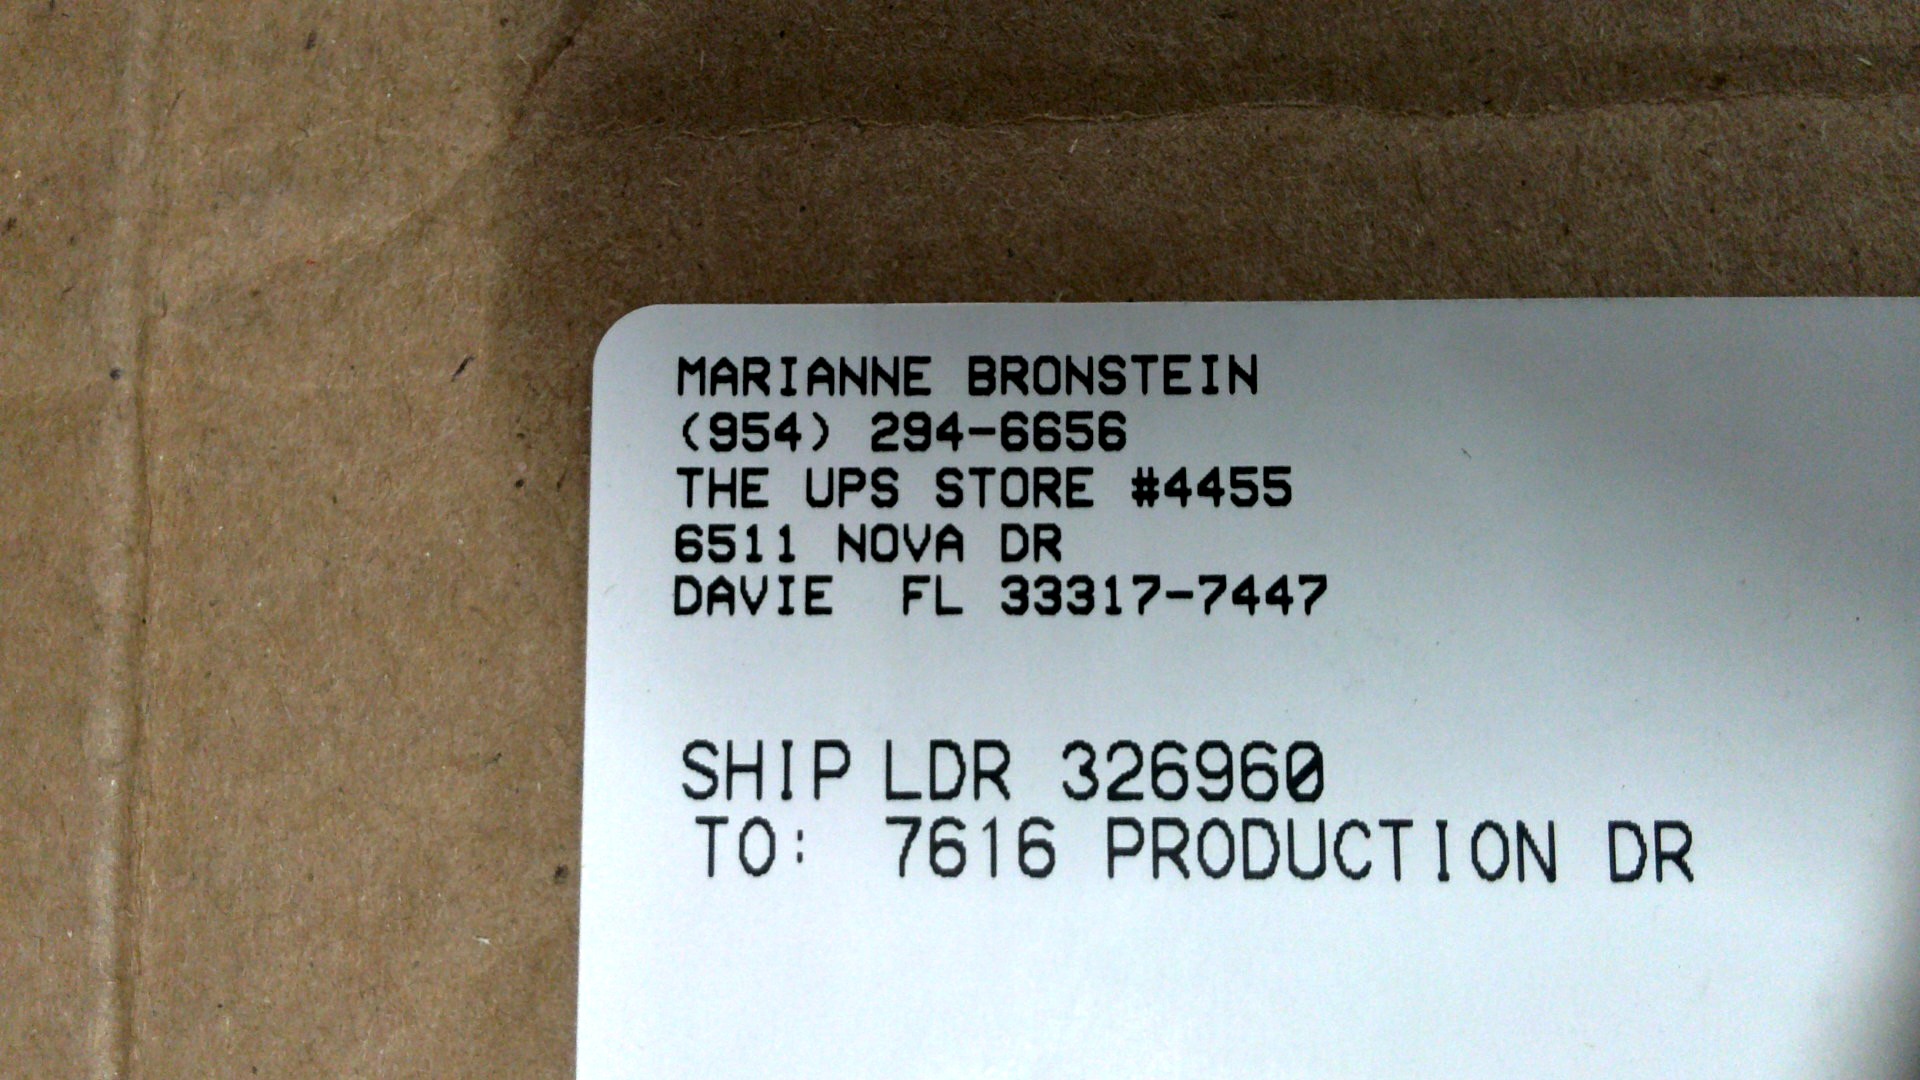 MARIANNE BRONSTEIN
(954) 294-6656
THE UPS STORE #4455
6511 NOVA DR
DAVIE FL 33317-7447
SHIP LDR 326960
TO: 7616 PRODUCTION DR